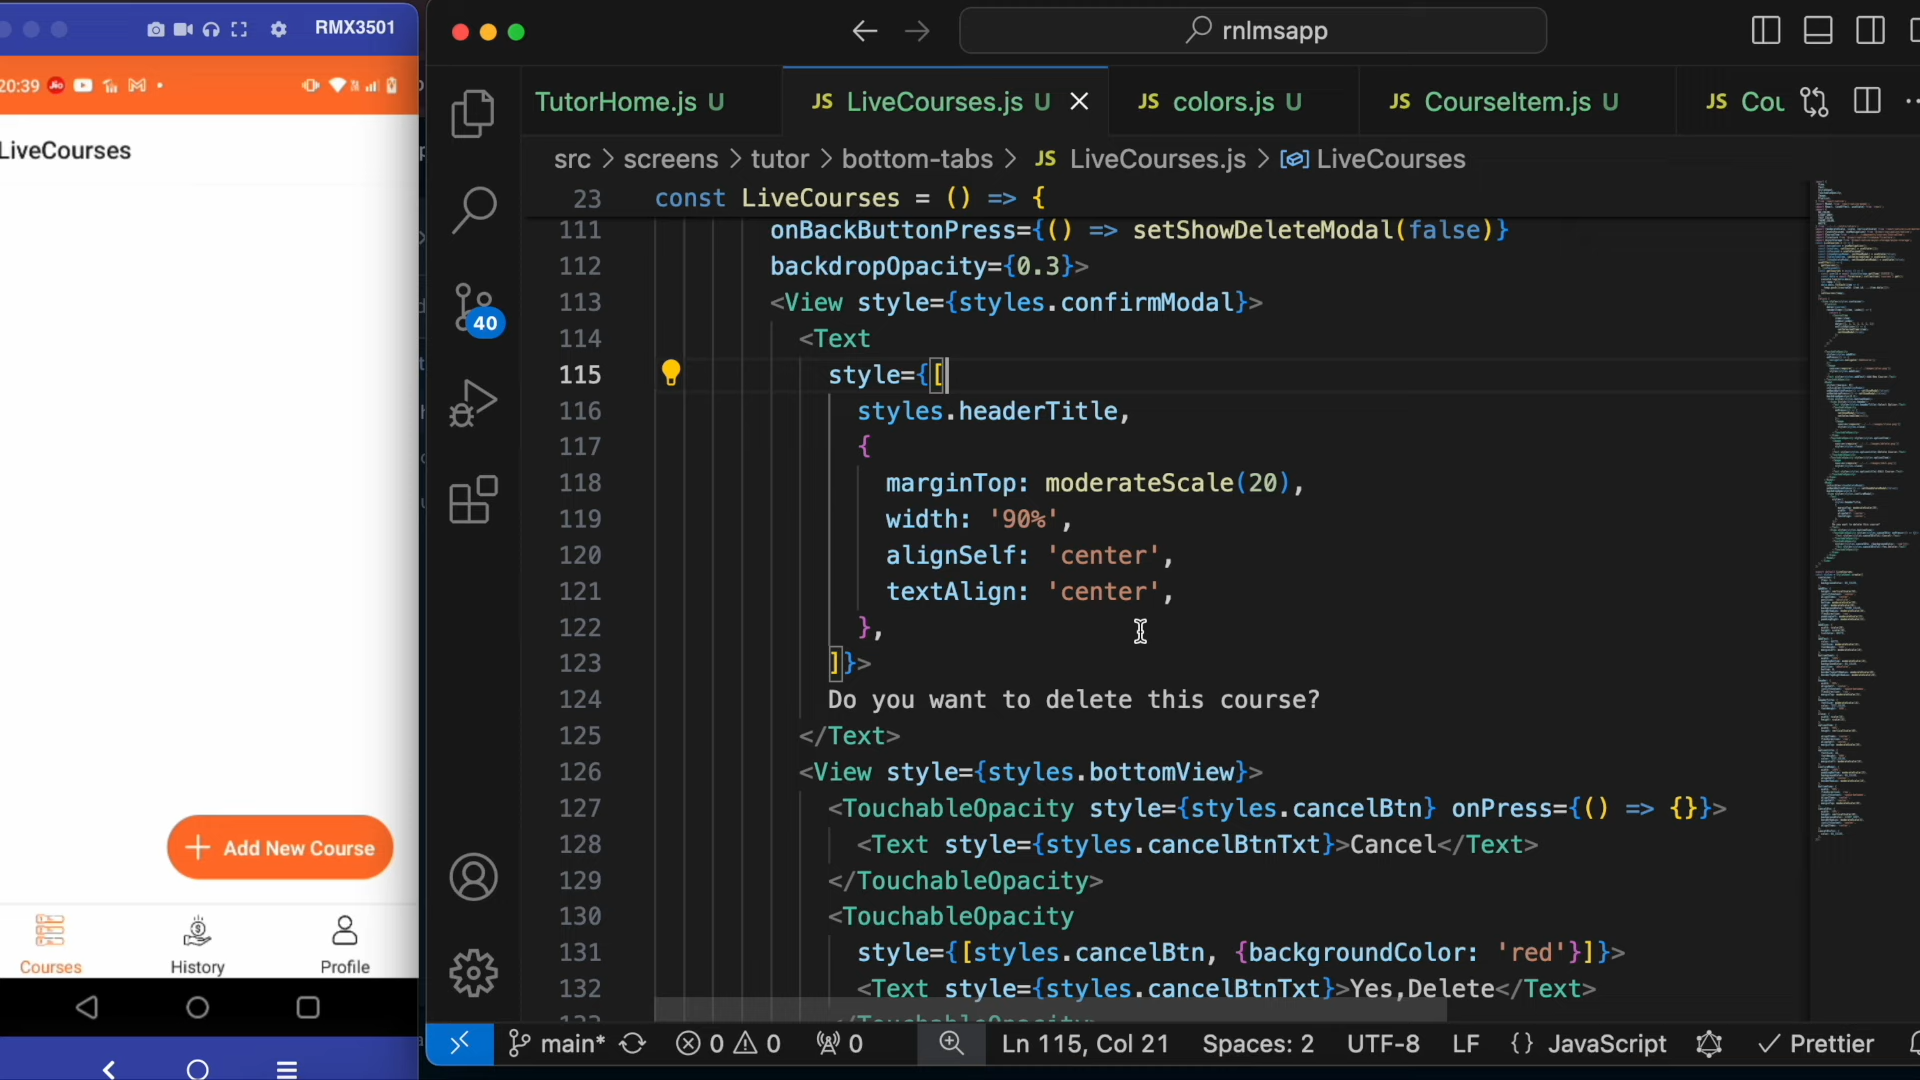 RMX3501
20:39
LiveCourses
Add New Course
Courses
History
Profile
rnlmsapp
TutorHome.js U
JS LiveCourses.js U
JS colors.js U
JS CourseItem.js U
JS Cou
src > screens > tutor > bottom-tabs > JS LiveCourses.js > LiveCourses
40
23 const LiveCourses = () => {
111 onBackButtonPress={() => setShowDeleteModal(false)}
112 backdropOpacity={0.3}>
113 <View style={styles.confirmModal}>
114 <Text
115 style={[
116 styles.headerTitle,
117 {
118 marginTop: moderateScale(20),
119 width: '90%',
120 alignSelf: 'center',
121 textAlign: 'center',
122 },
123 ]}>
124 Do you want to delete this course?
125 </Text>
126 <View style={styles.bottomView}>
127 <TouchableOpacity style={styles.cancelBtn} onPress={() => {}}>
128 <Text style={styles.cancelBtnTxt}>Cancel</Text>
129 </TouchableOpacity>
130 <TouchableOpacity
131 style={[styles.cancelBtn, {backgroundColor: 'red'}]}>
132 <Text style={styles.cancelBtnTxt}>Yes,Delete</Text>
main* 0 0 0 Ln 115, Col 21 Spaces: 2 UTF-8 LF {} JavaScript Prettier